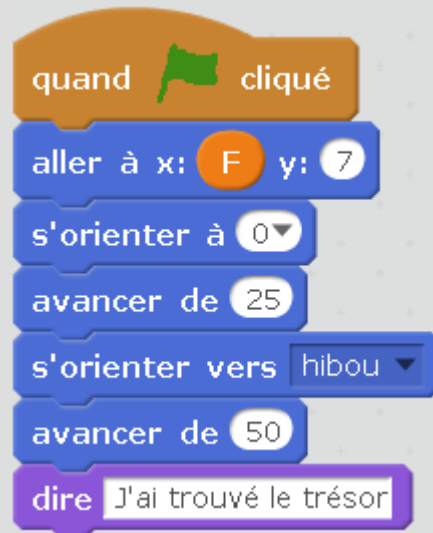 quand cliqué
aller à x: F y: 7
s'orienter à 0
avancer de 25
s'orienter vers hibou
avancer de 50
dire J'ai trouvé le trésor